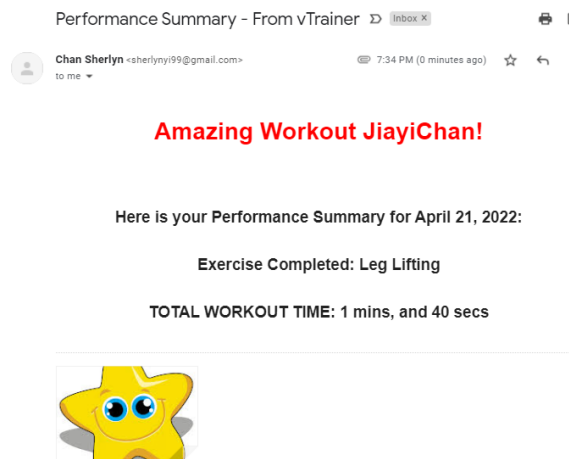 Performance Summary - From vTrainer Inbox ×
Chan Sherlyn <sherlynyi99@gmail.com> 7:34 PM (0 minutes ago)
to me
Amazing Workout JiayiChan!
Here is your Performance Summary for April 21, 2022:
Exercise Completed: Leg Lifting
TOTAL WORKOUT TIME: 1 mins, and 40 secs